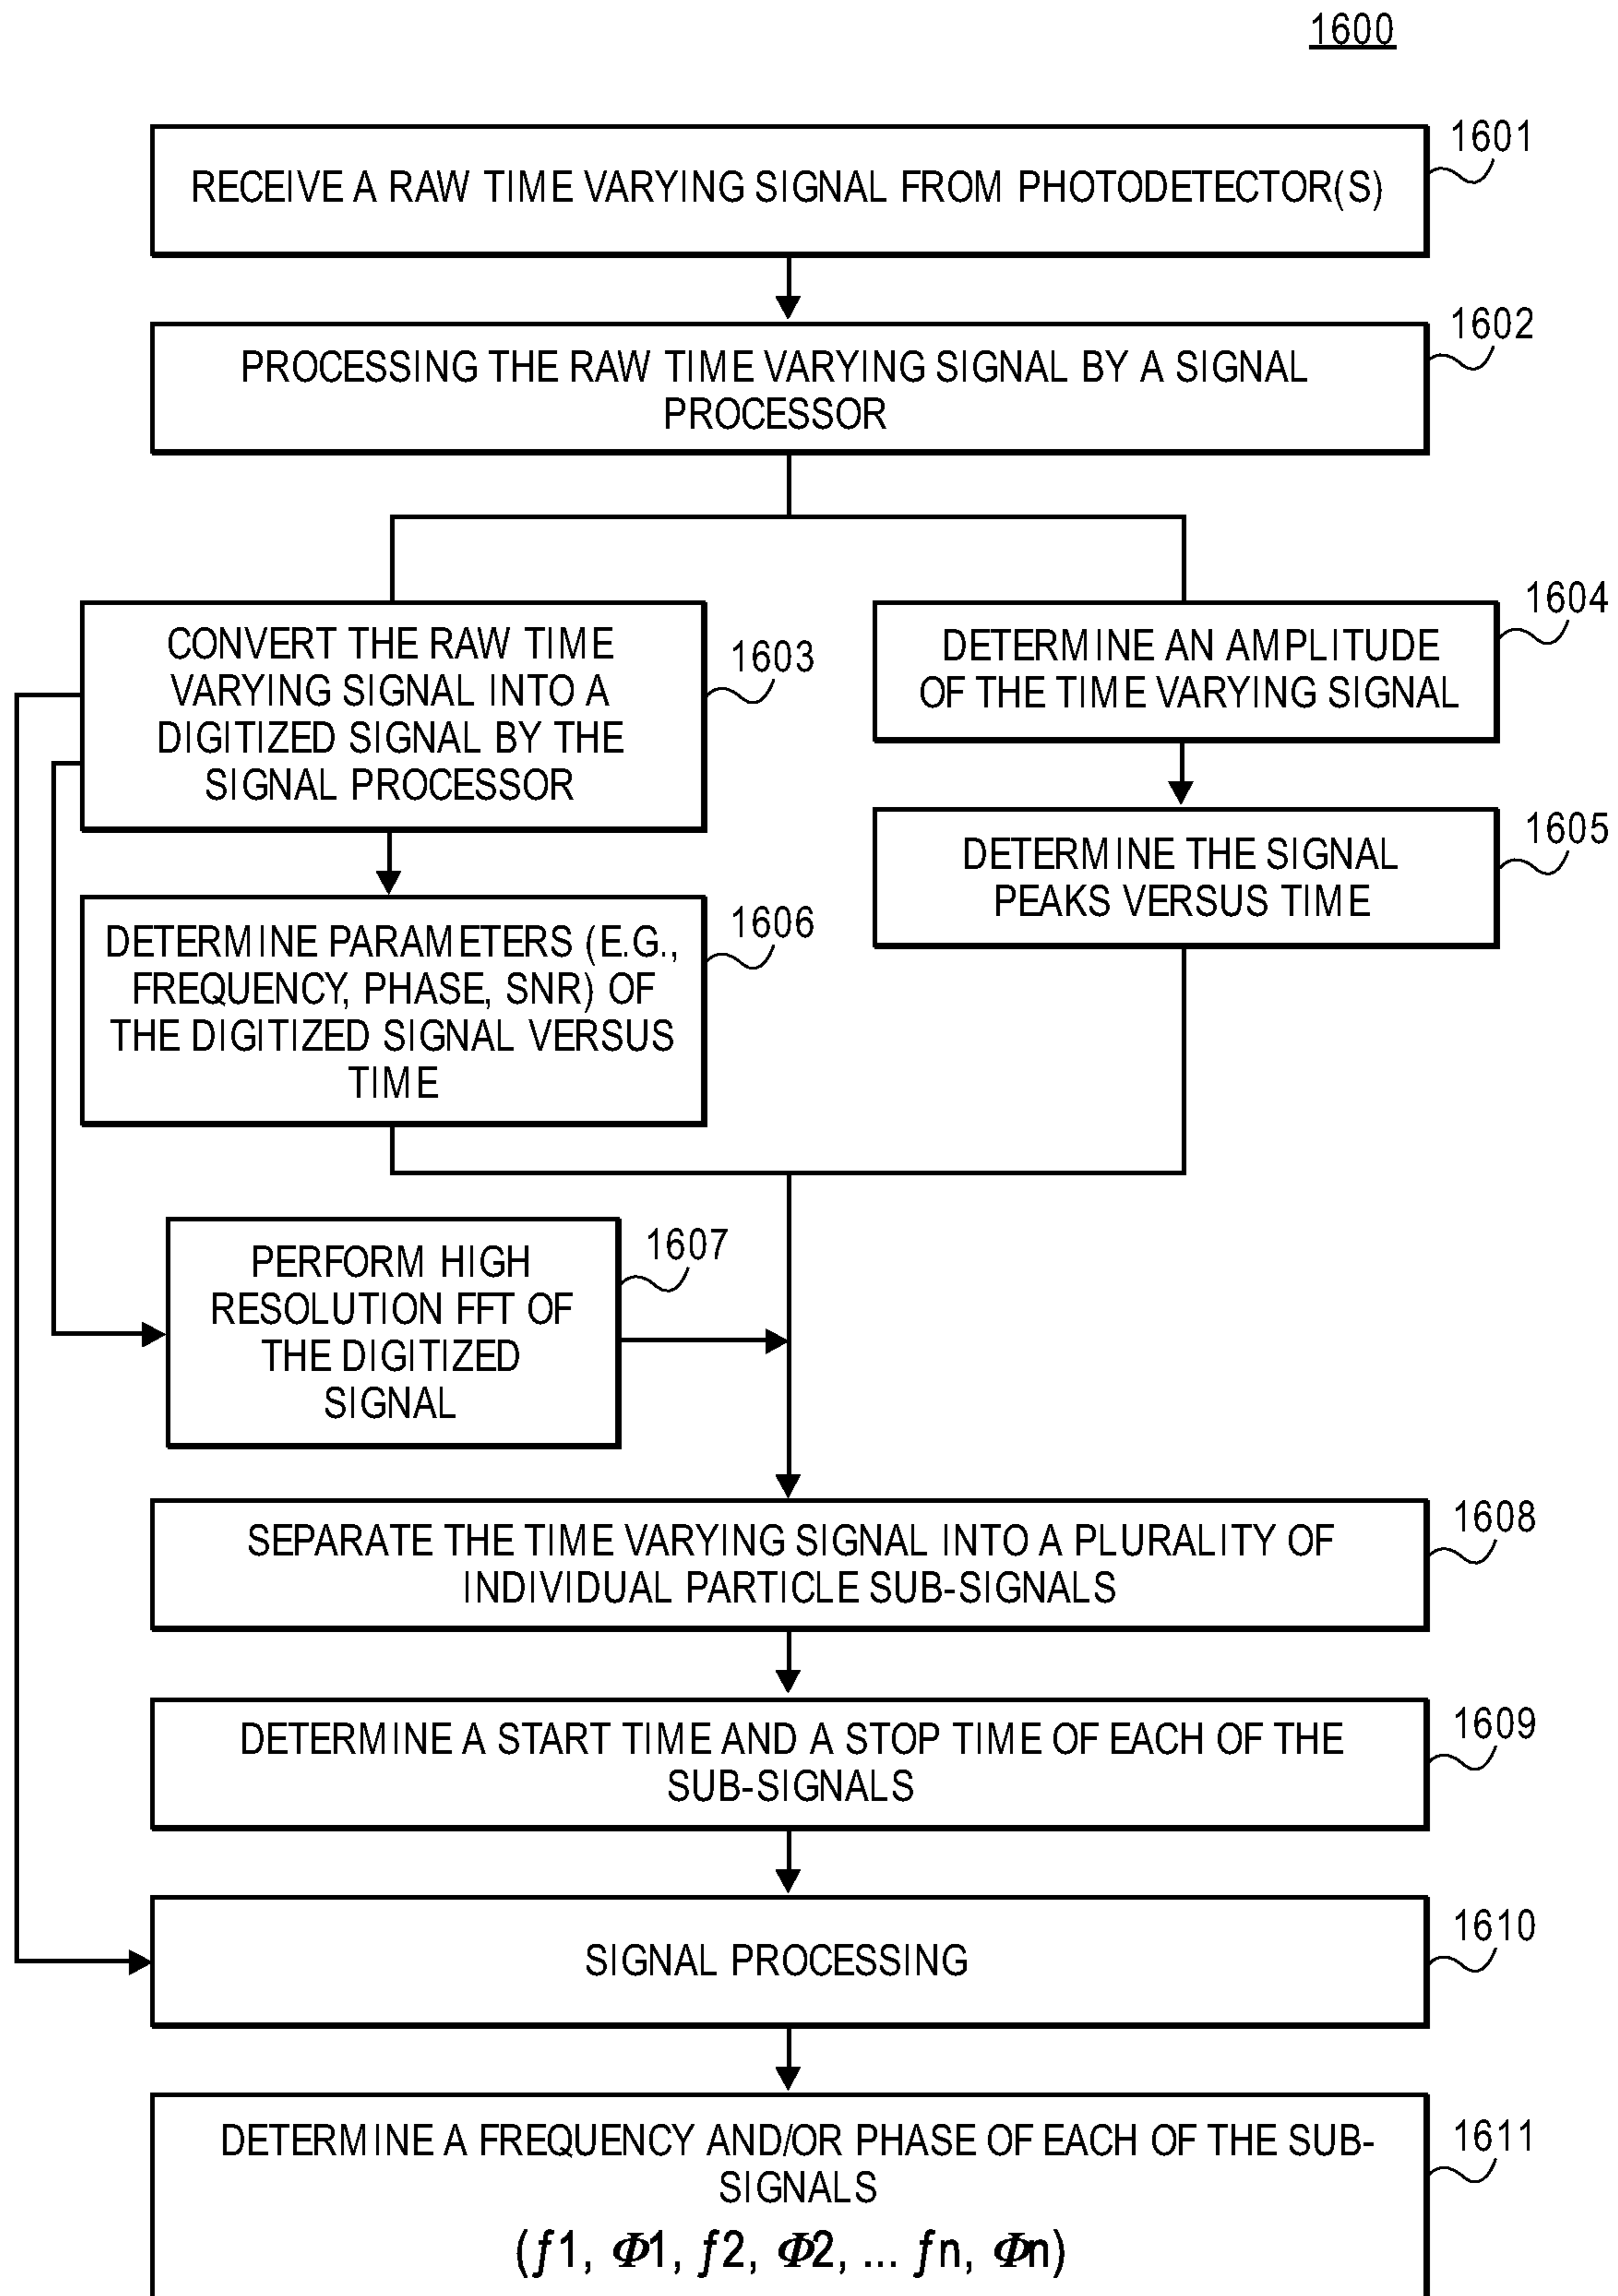 1600
1601
RECEIVE A RAW TIME VARYING SIGNAL FROM PHOTODETECTOR(S)
1602
PROCESSING THE RAW TIME VARYING SIGNAL BY A SIGNAL
PROCESSOR
CONVERT THE RAW TIME
VARYING SIGNAL INTO A
DIGITIZED SIGNAL BY THE
SIGNAL PROCESSOR
1603
1604
DETERMINE AN AMPLITUDE
OF THE TIME VARYING SIGNAL
1605
DETERMINE THE SIGNAL
PEAKS VERSUS TIME
1606
DETERMINE PARAMETERS (E.G.,
FREQUENCY, PHASE, SNR) OF
THE DIGITIZED SIGNAL VERSUS
TIME
1607
PERFORM HIGH
RESOLUTION FFT OF
THE DIGITIZED
SIGNAL
1608
SEPARATE THE TIME VARYING SIGNAL INTO A PLURALITY OF
INDIVIDUAL PARTICLE SUB-SIGNALS
1609
DETERMINE A START TIME AND A STOP TIME OF EACH OF THE
SUB-SIGNALS
1610
SIGNAL PROCESSING
1611
DETERMINE A FREQUENCY AND/OR PHASE OF EACH OF THE SUB-
SIGNALS
(ƒ1, Φ1, ƒ2, Φ2, ... ƒn, Φn)